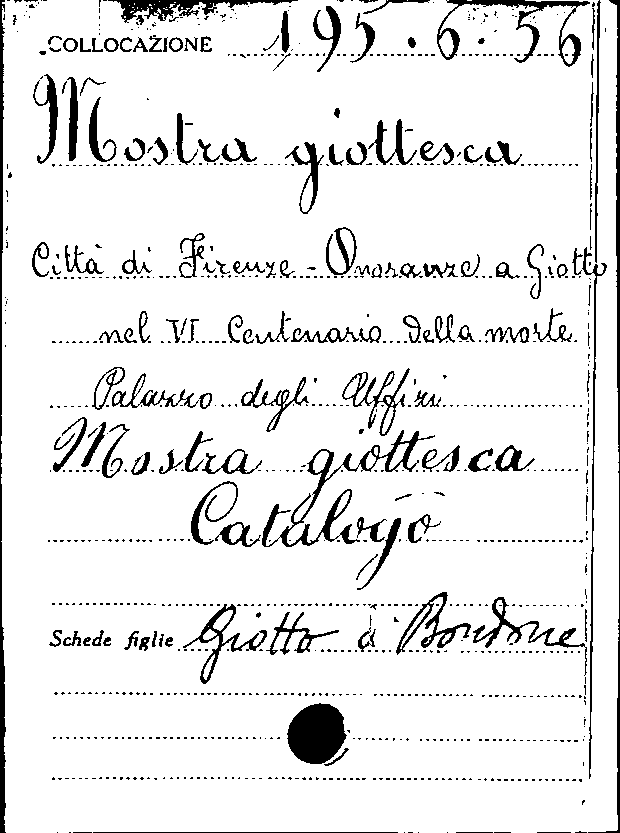 COLLOCAZIONE 195.6.56
Mostra giottesca
Città di Firenze - Onoranze a Giotto
nel VI Centenario della morte
Palazzo degli Uffizi
Mostra giottesca
Catalogo
Schede figlie Giotto di Bondone